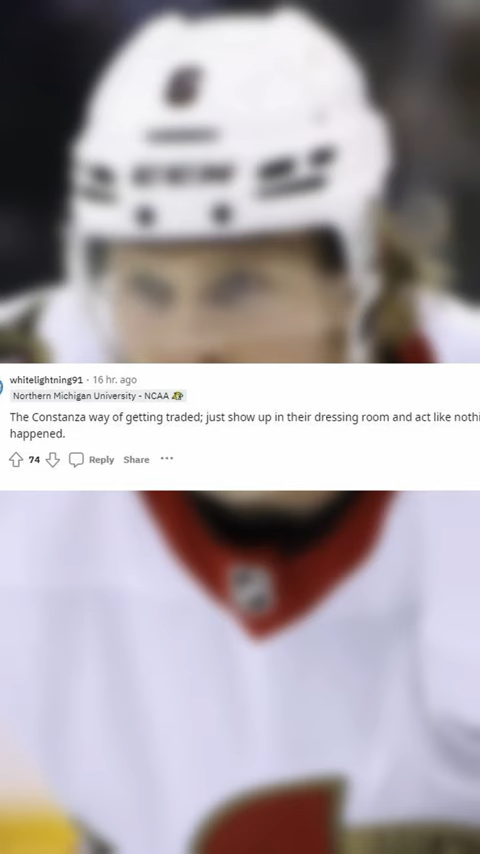 whitelightning91 · 16 hr. ago
Northern Michigan University - NCAA
The Constanza way of getting traded; just show up in their dressing room and act like nothi
happened.
74 Reply Share ...